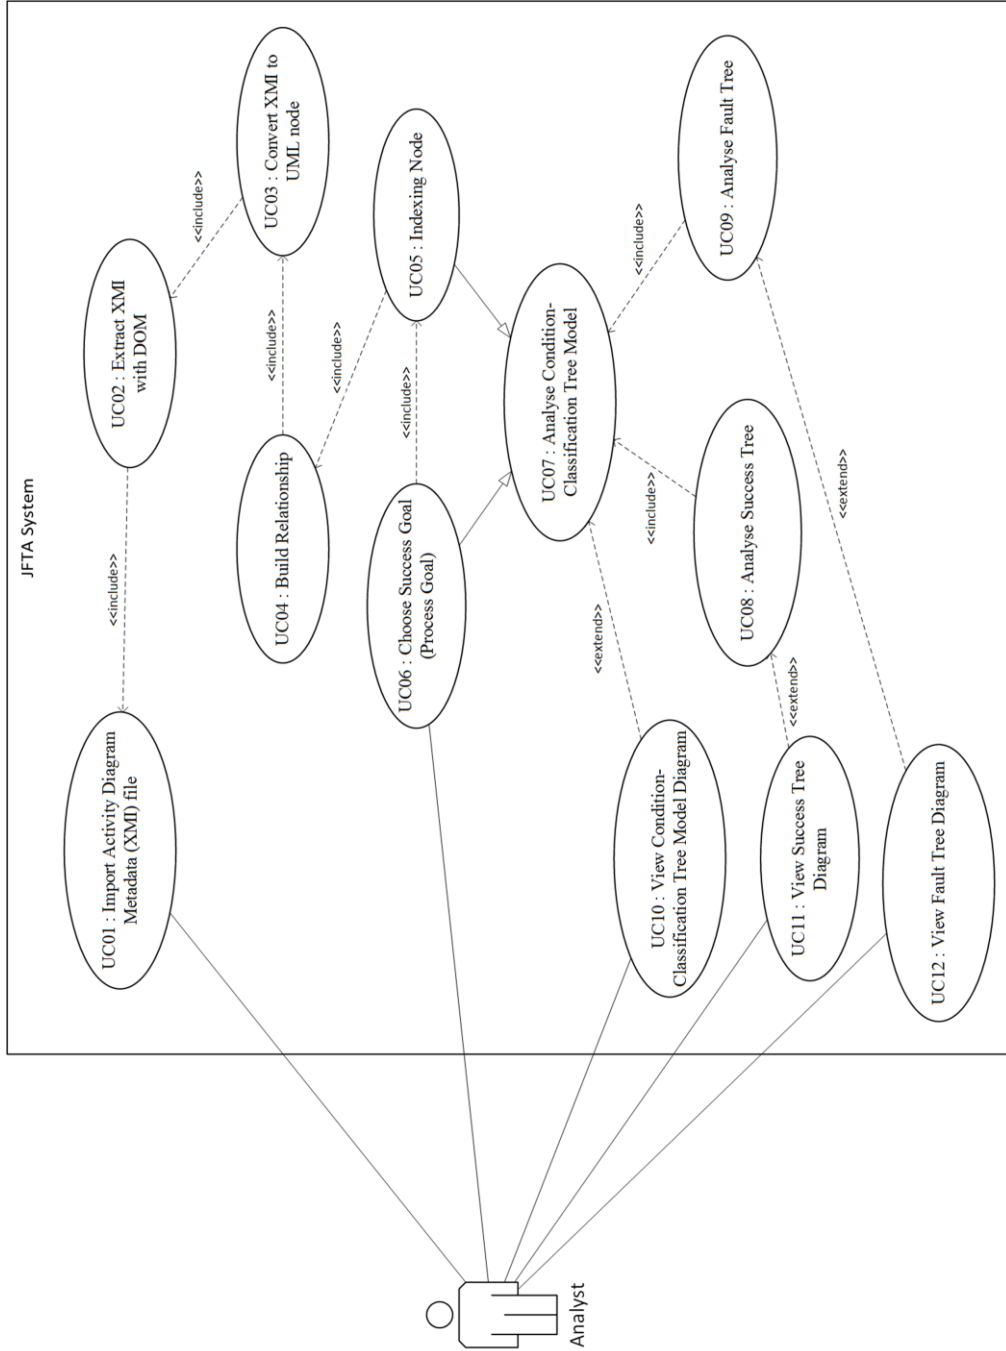 JFTA System
UC01 : Import Activity Diagram
Metadata (XMI) file
<<include>>
UC02 : Extract XMI
with DOM
<<include>>
UC03 : Convert XMI to
UML node
UC04 : Build Relationship
<<include>>
<<include>>
UC05 : Indexing Node
UC06 : Choose Success Goal
(Process Goal)
<<include>>
UC07 : Analyse Condition-
Classification Tree Model
<<include>>
UC09 : Analyse Fault Tree
<<include>>
UC08 : Analyse Success Tree
<<extend>>
UC10 : View Condition-
Classification Tree Model Diagram
<<extend>>
UC11 : View Success Tree
Diagram
<<extend>>
UC12 : View Fault Tree Diagram
Analyst